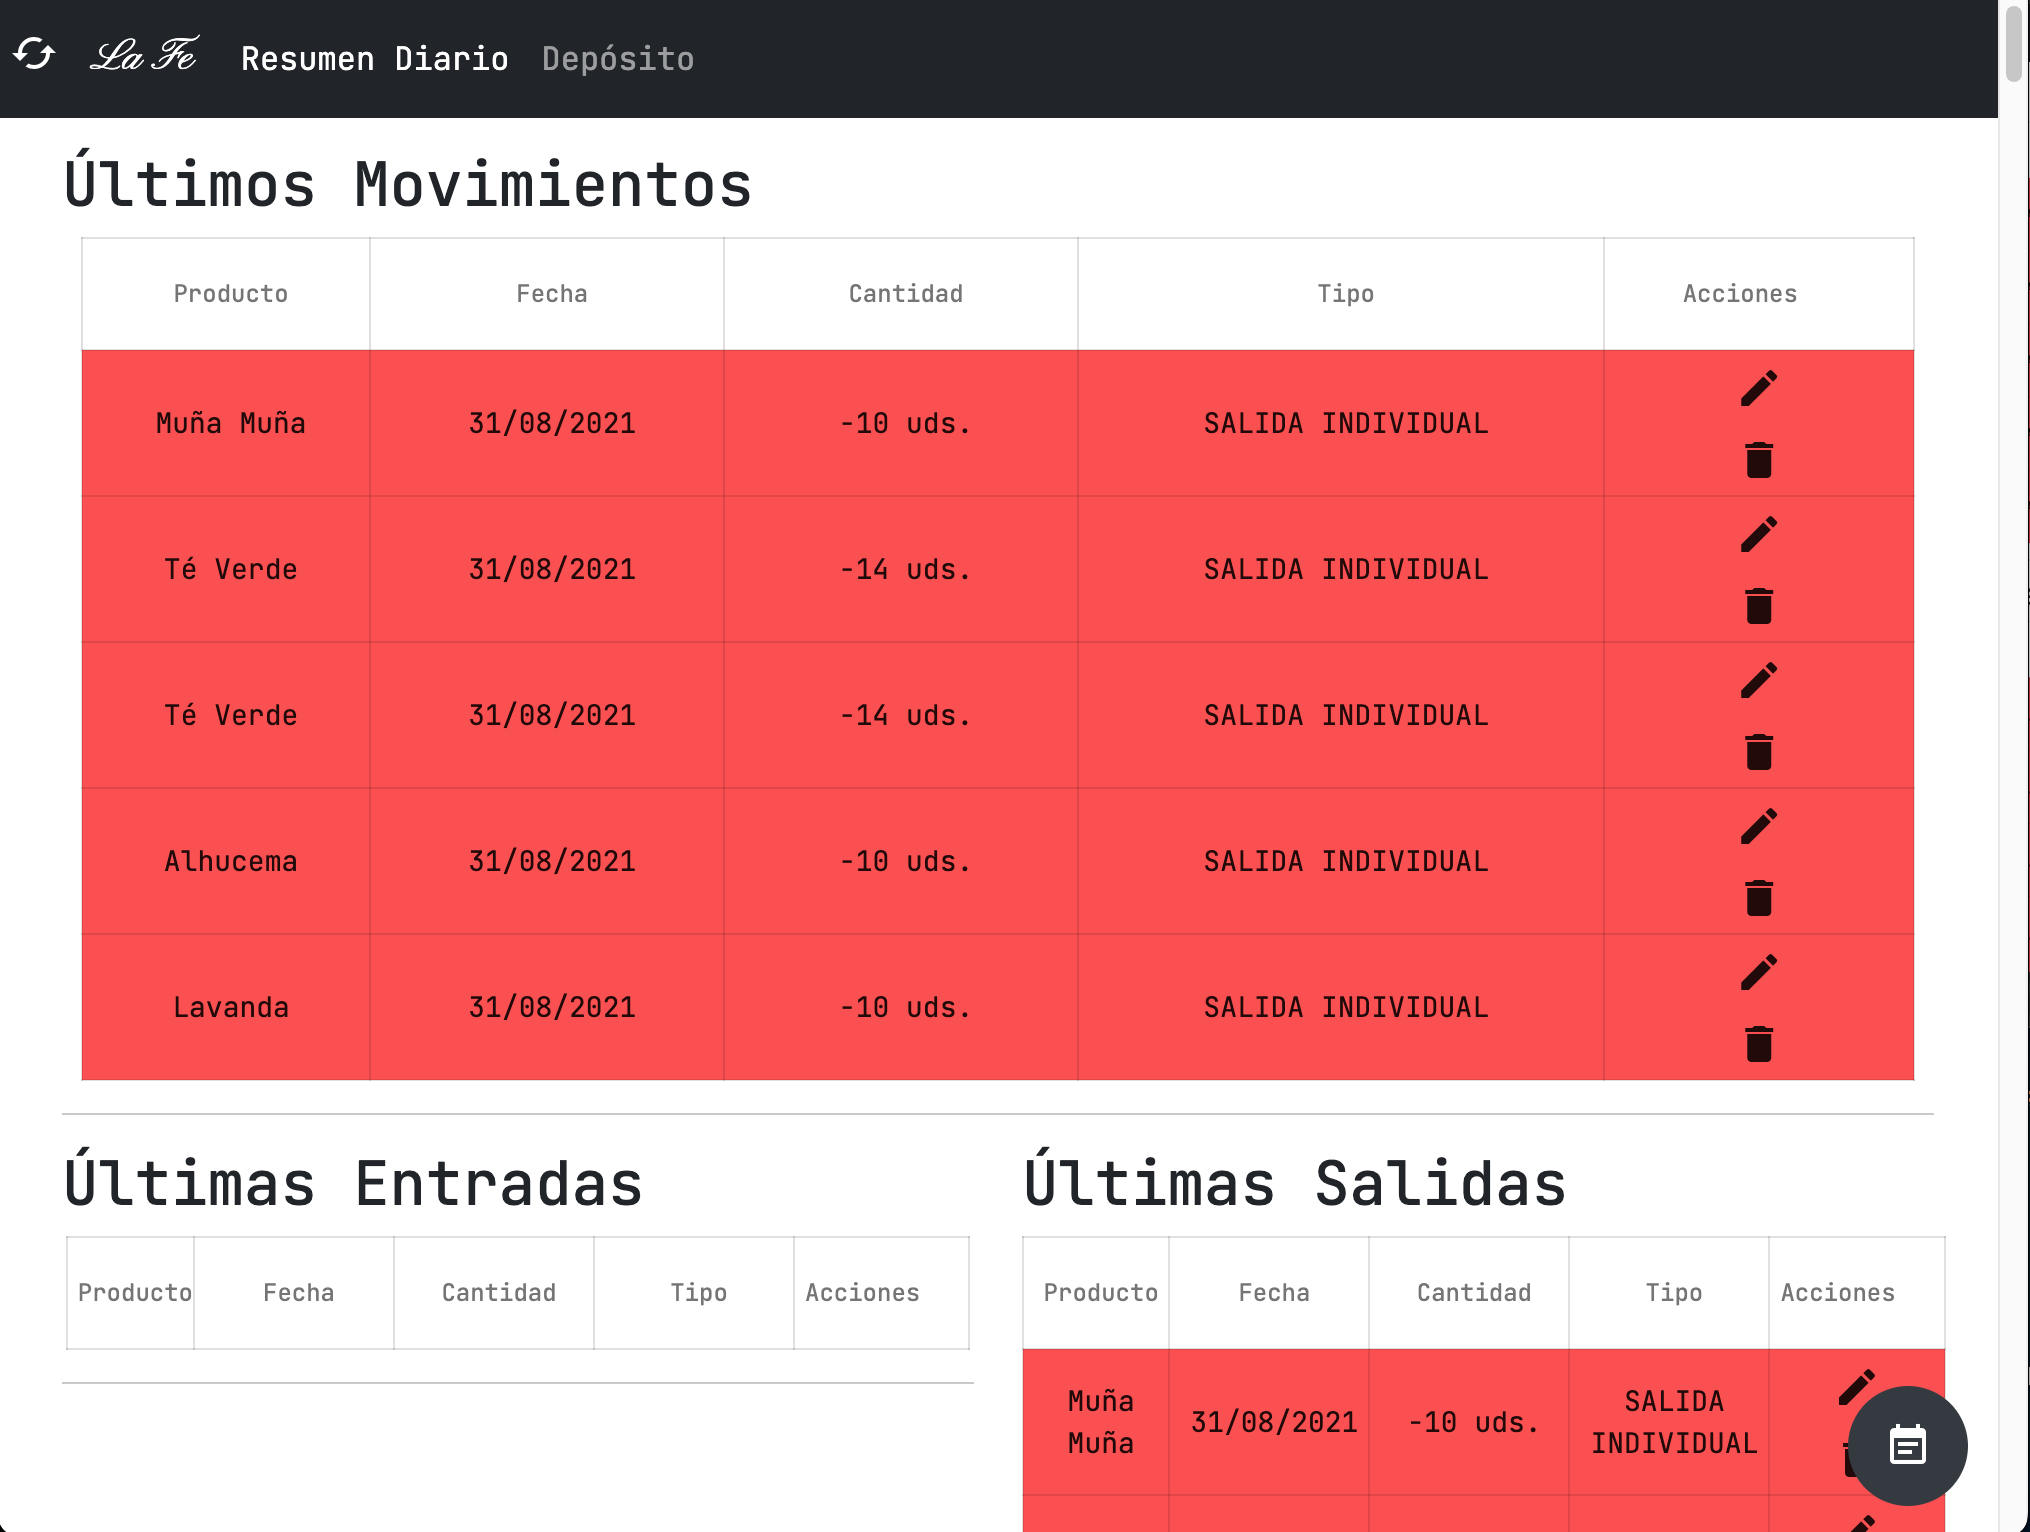 La Fe Resumen Diario Depósito
Últimos Movimientos
Producto Fecha Cantidad Tipo Acciones
Muña Muña 31/08/2021 -10 uds. SALIDA INDIVIDUAL
Té Verde 31/08/2021 -14 uds. SALIDA INDIVIDUAL
Té Verde 31/08/2021 -14 uds. SALIDA INDIVIDUAL
Alhucema 31/08/2021 -10 uds. SALIDA INDIVIDUAL
Lavanda 31/08/2021 -10 uds. SALIDA INDIVIDUAL
Últimas Entradas
Producto Fecha Cantidad Tipo Acciones
Últimas Salidas
Producto Fecha Cantidad Tipo Acciones
Muña Muña 31/08/2021 -10 uds. SALIDA INDIVIDUAL